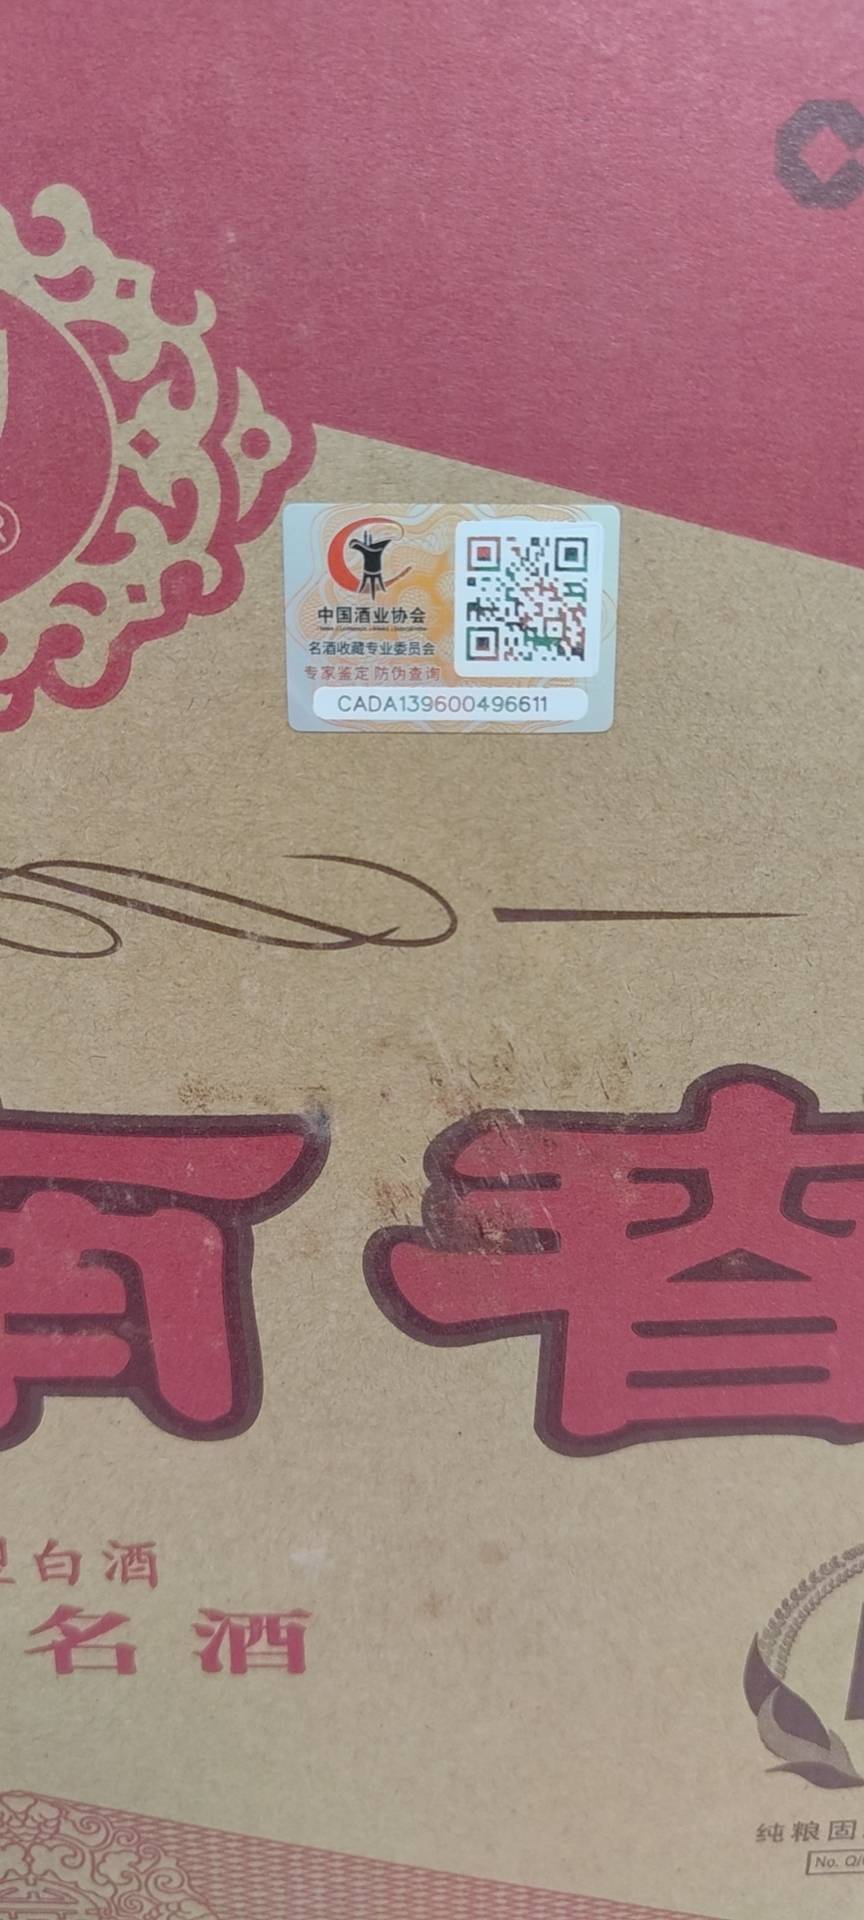 ®
中国酒业协会
名酒收藏专业委员会
专家鉴定 防伪查询
CADA139600496611
春
白酒
名酒
纯粮固
No. Q/